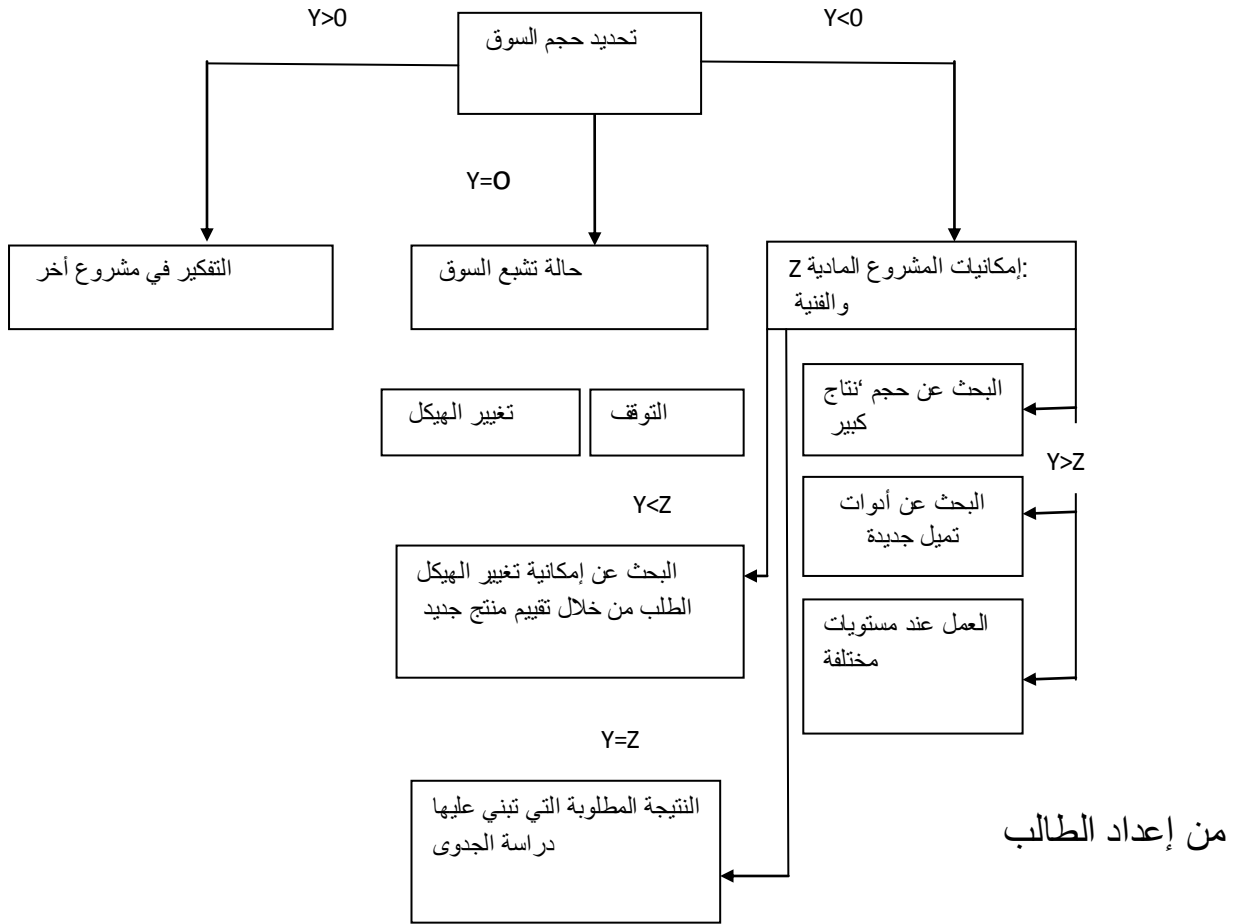 Y>0
Y<0
تحديد حجم السوق
Y=O
التفكير في مشروع أخر
حالة تشبع السوق
Z إمكانيات المشروع المادية:
والفنية
البحث عن حجم ‘نتاج
كبير
تغيير الهيكل
التوقف
Y>Z
البحث عن أدوات
تميل جديدة
Y<Z
البحث عن إمكانية تغيير الهيكل
الطلب من خلال تقييم منتج جديد
العمل عند مستويات
مختلفة
Y=Z
النتيجة المطلوبة التي تبني عليها
دراسة الجدوى
من إعداد الطالب